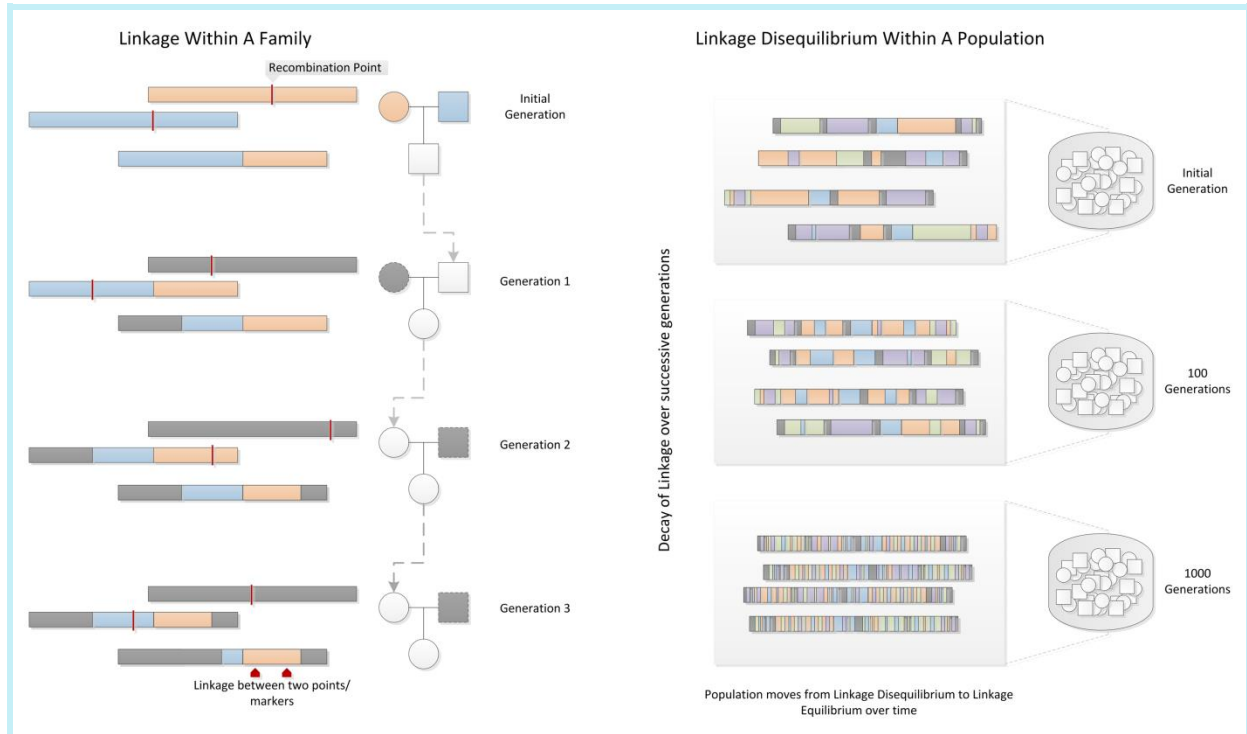 Linkage Within A Family
Recombination Point
Initial
Generation
Generation 1
Generation 2
Generation 3
Linkage between two points/
markers
Linkage Disequilibrium Within A Population
Decay of Linkage over successive generations
Initial
Generation
100
Generations
1000
Generations
Population moves from Linkage Disequilibrium to Linkage
Equilibrium over time